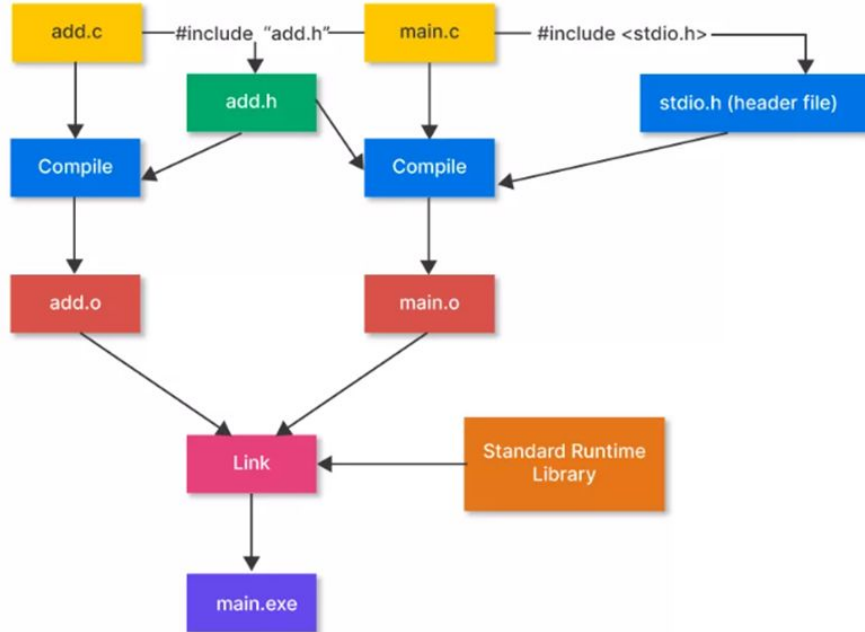 add.c
#include “add.h”
main.c
#include <stdio.h>
add.h
stdio.h (header file)
Compile
Compile
add.o
main.o
Link
Standard Runtime
Library
main.exe